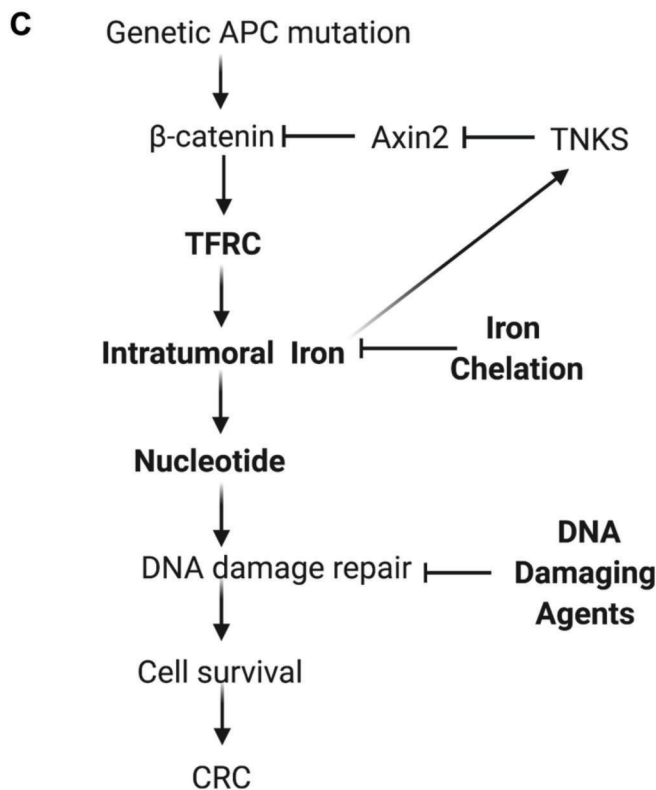 C
Genetic APC mutation
β-catenin
Axin2
TNKS
TFRC
Iron
Chelation
Intratumoral Iron
Nucleotide
DNA
Damaging
Agents
DNA damage repair
Cell survival
CRC